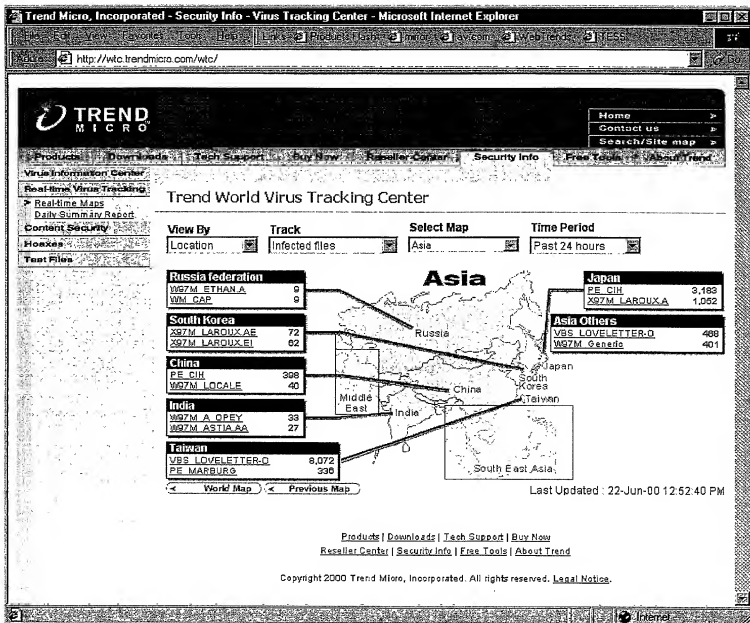 Trend Micro, Incorporated - Security Info - Virus Tracking Center - Microsoft Internet Explorer
Edit View Favorites Tools Help Links
http://wtc.trendmicro.com/wtc/
TREND
MICRO
Home >
Contact us >
Search/Site map >
Products Downloads Tech Support Buy Now Reseller Center Security Info Free Tools About Trend
Virus Information Center
Real-time Virus Tracking
> Real-time Maps
Daily Summary Report
Content Security
Hoaxes
Test Files
Trend World Virus Tracking Center
View By Track Select Map Time Period
Location Infected files Asia Past 24 hours
Asia
Russia federation
W97M_ETHAN.A 9
WM_CAP 9
South Korea
X97M_LAROUX.AE 72
X97M_LAROUX.EI 62
China
PE_CIH 398
W97M_LOCALE 40
India
W97M_A_OPEY 33
W97M_ASTIA.AA 27
Taiwan
VBS_LOVELETTER-O 8,072
PE_MARBURG 336
Japan
PE_CIH 3,183
X97M_LAROUX.A 1,052
Asia Others
VBS_LOVELETTER-O 468
W97M_Generic 401
Russia
Japan
South
Korea
China
Taiwan
Middle
East
India
South East Asia
< World Map < Previous Map
Last Updated : 22-Jun-00 12:52:40 PM
Products | Downloads | Tech Support | Buy Now
Reseller Center | Security Info | Free Tools | About Trend
Copyright 2000 Trend Micro, Incorporated. All rights reserved. Legal Notice.
Internet